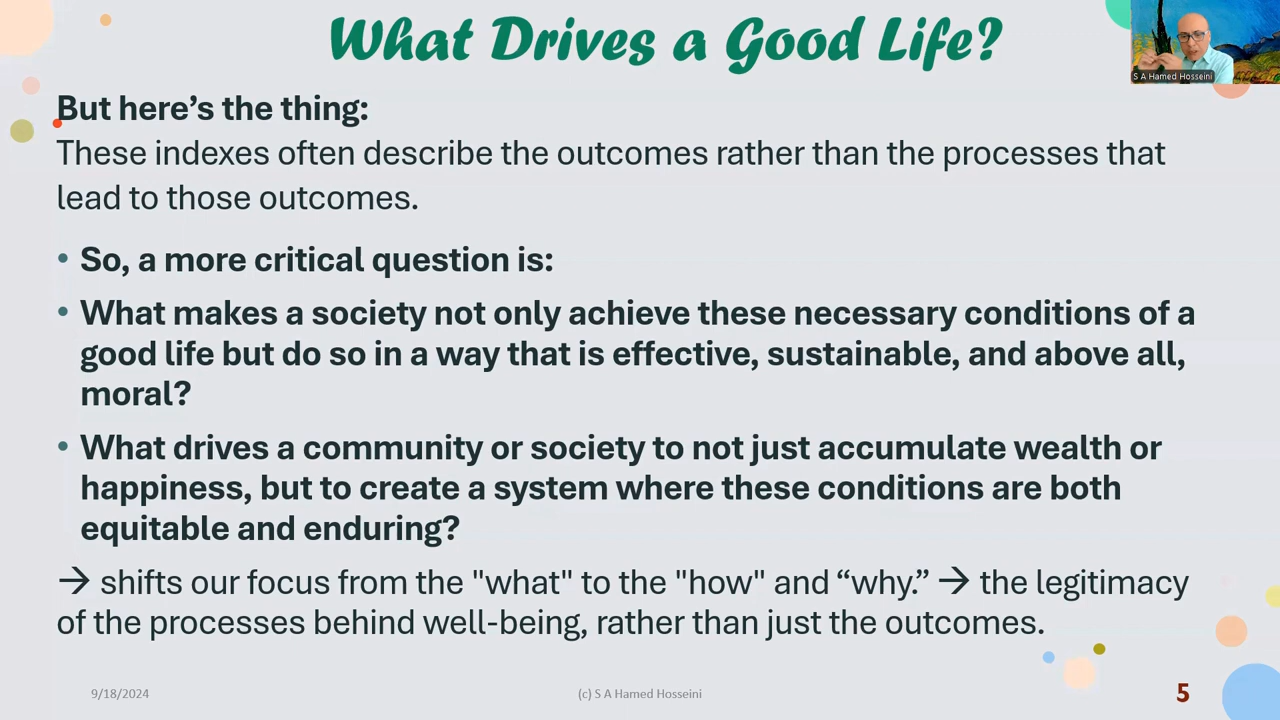 What Drives a Good Life?
S A Hamed Hosseini
But here’s the thing:
These indexes often describe the outcomes rather than the processes that
lead to those outcomes.
• So, a more critical question is:
• What makes a society not only achieve these necessary conditions of a
good life but do so in a way that is effective, sustainable, and above all,
moral?
• What drives a community or society to not just accumulate wealth or
happiness, but to create a system where these conditions are both
equitable and enduring?
→ shifts our focus from the "what" to the "how" and “why.” → the legitimacy
of the processes behind well-being, rather than just the outcomes.
9/18/2024
(c) S A Hamed Hosseini
5